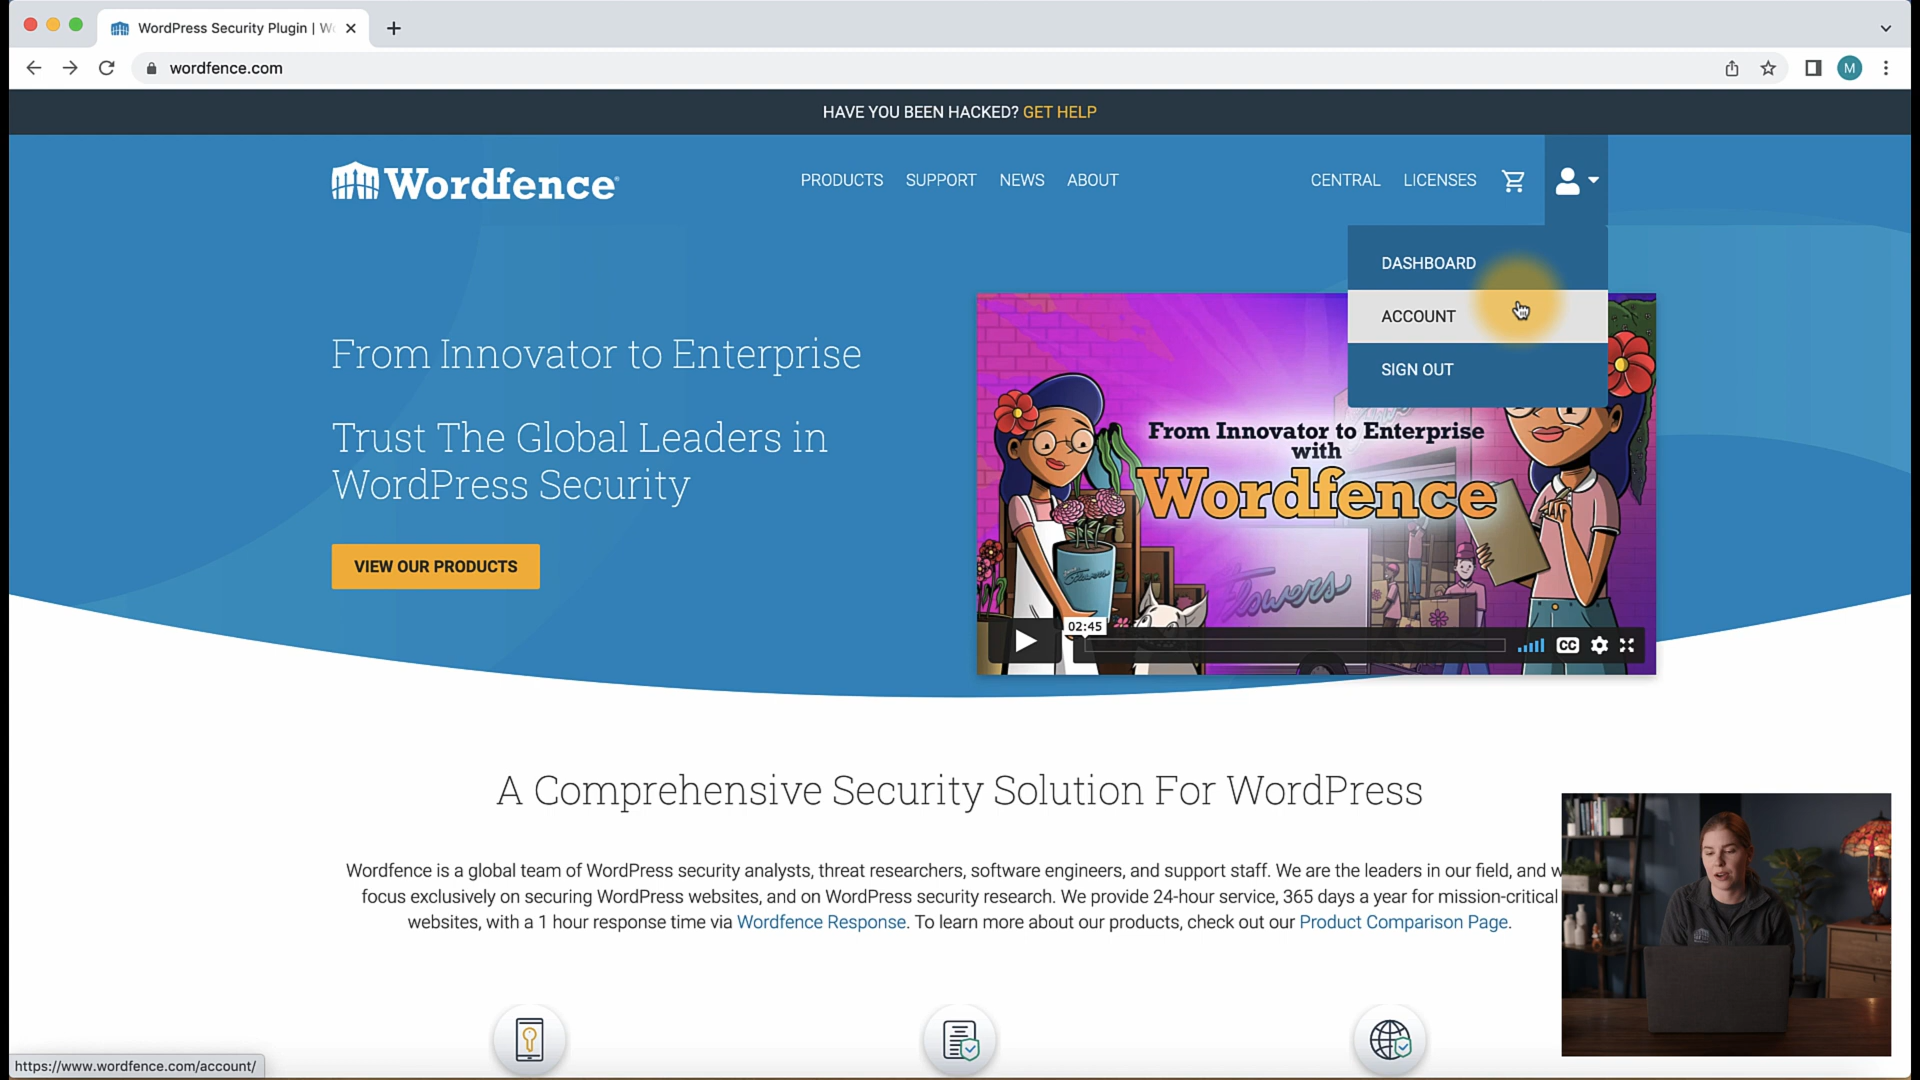 WordPress Security Plugin | W
wordfence.com
M
HAVE YOU BEEN HACKED? GET HELP
Wordfence
PRODUCTS SUPPORT NEWS ABOUT
CENTRAL LICENSES
DASHBOARD
ACCOUNT
SIGN OUT
From Innovator to Enterprise
Trust The Global Leaders in
WordPress Security
VIEW OUR PRODUCTS
From Innovator to Enterprise
with
Wordfence
Flowers
02:45
CC
A Comprehensive Security Solution For WordPress
Wordfence is a global team of WordPress security analysts, threat researchers, software engineers, and support staff. We are the leaders in our field, and w
focus exclusively on securing WordPress websites, and on WordPress security research. We provide 24-hour service, 365 days a year for mission-critical
websites, with a 1 hour response time via Wordfence Response. To learn more about our products, check out our Product Comparison Page.
https://www.wordfence.com/account/